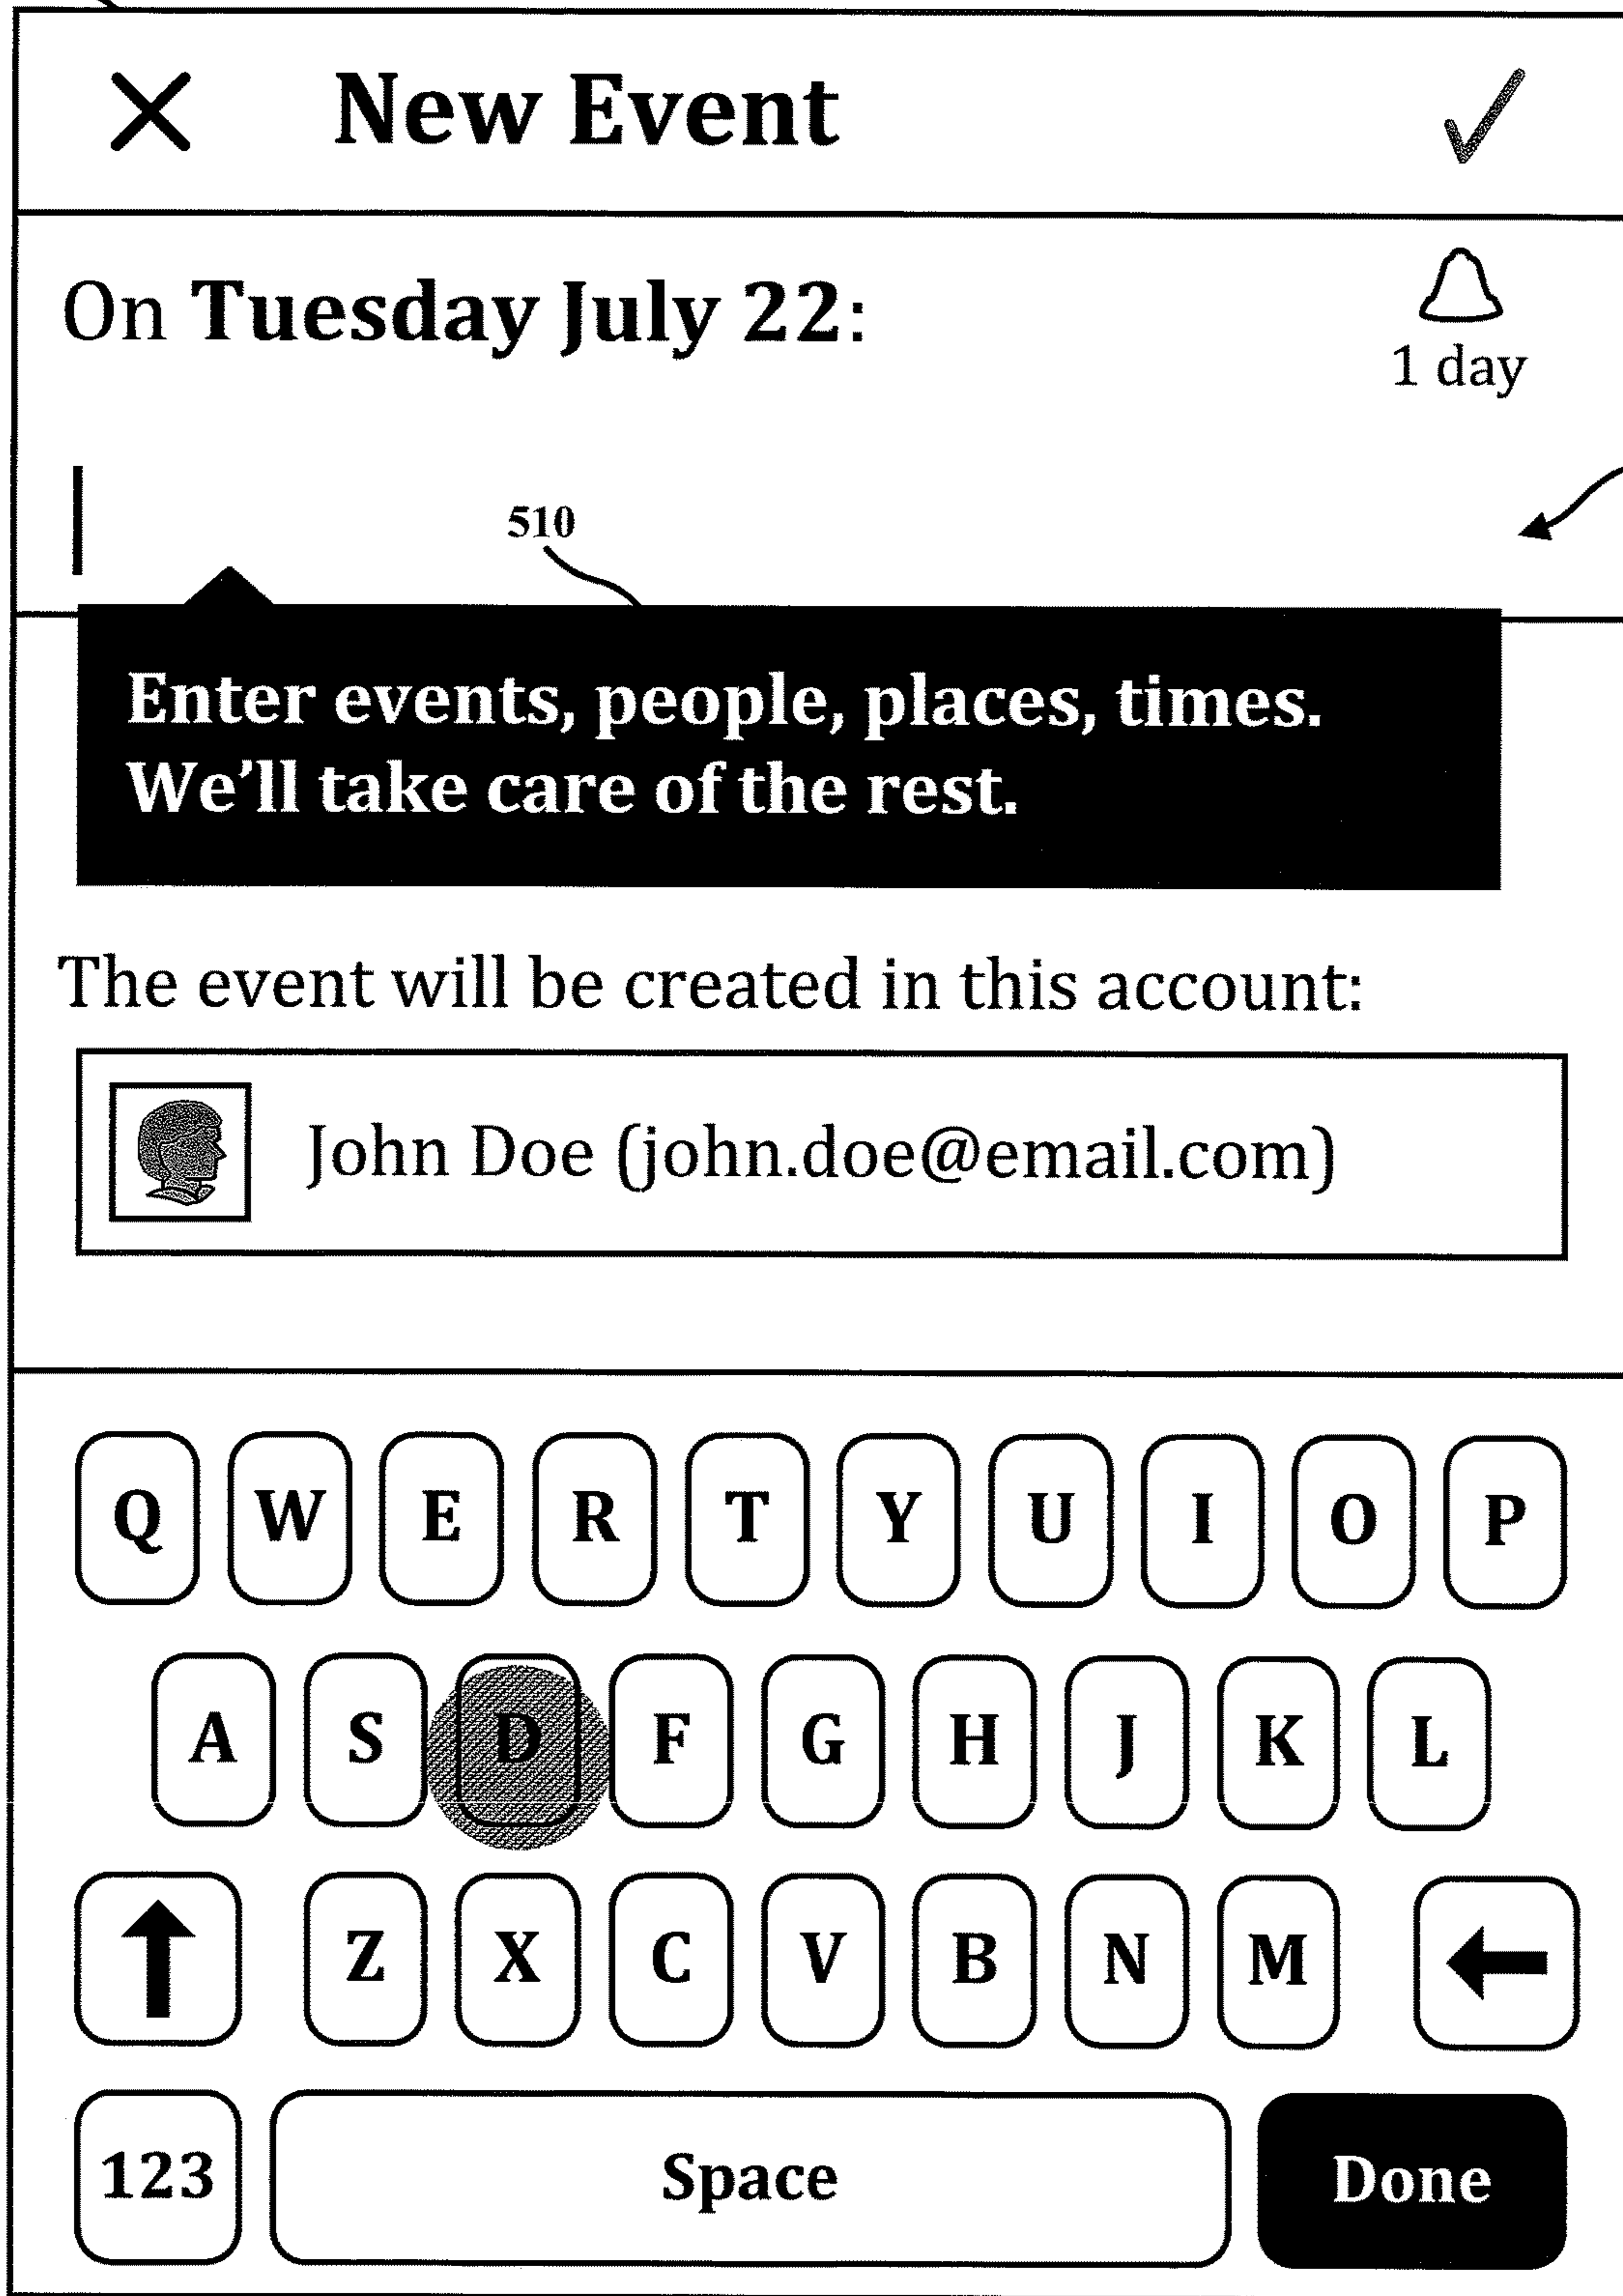 New Event
On Tuesday July 22:
1 day
510
Enter events, people, places, times.
We'll take care of the rest.
The event will be created in this account:
John Doe (john.doe@email.com)
Q W E R T Y U I O P
A S D F G H J K L
Z X C V B N M
123 Space Done